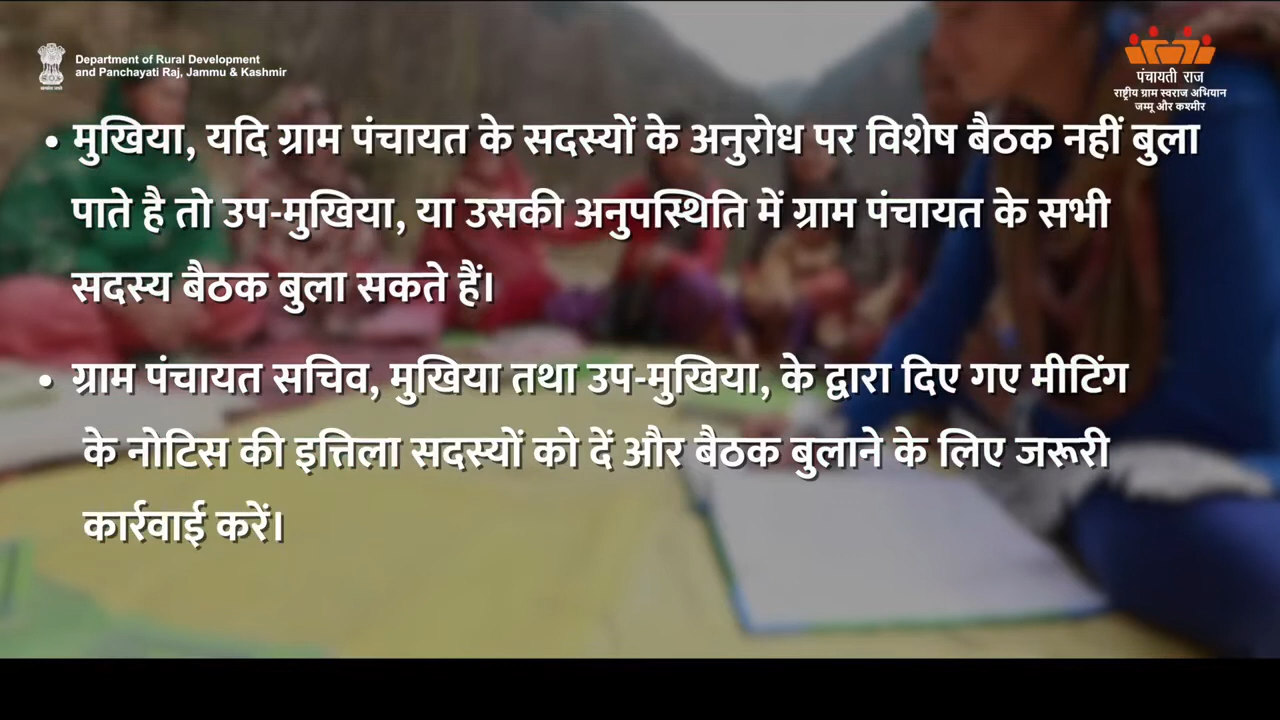 Department of Rural Development
and Panchayati Raj, Jammu & Kashmir
पंचायती राज
राष्ट्रीय ग्राम स्वराज अभियान
जम्मू और कश्मीर
• मुखिया, यदि ग्राम पंचायत के सदस्यों के अनुरोध पर विशेष बैठक नहीं बुला
पाते है तो उप-मुखिया, या उसकी अनुपस्थिति में ग्राम पंचायत के सभी
सदस्य बैठक बुला सकते हैं।
• ग्राम पंचायत सचिव, मुखिया तथा उप-मुखिया, के द्वारा दिए गए मीटिंग
के नोटिस की इत्तिला सदस्यों को दें और बैठक बुलाने के लिए जरूरी
कार्रवाई करें।